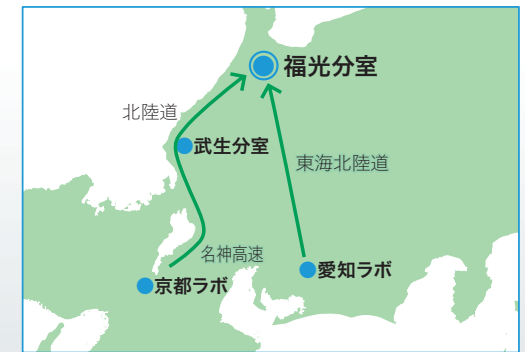 福光分室
北陸道
武生分室
東海北陸道
名神高速
愛知ラボ
京都ラボ